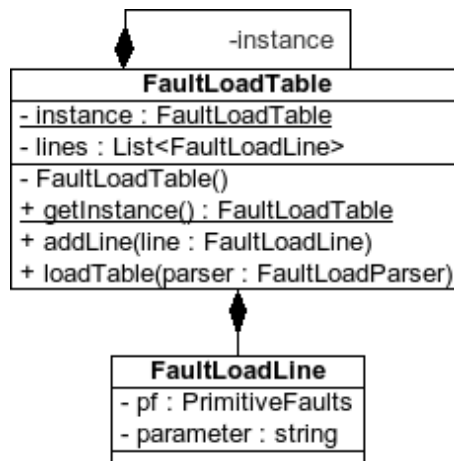 -instance
FaultLoadTable
- instance : FaultLoadTable
- lines : List<FaultLoadLine>
- FaultLoadTable()
+ getInstance() : FaultLoadTable
+ addLine(line : FaultLoadLine)
+ loadTable(parser : FaultLoadParser)
FaultLoadLine
- pf : PrimitiveFaults
- parameter : string